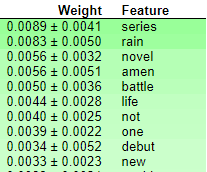 Weight Feature
0.0089 ± 0.0041 series
0.0083 ± 0.0050 rain
0.0056 ± 0.0032 novel
0.0056 ± 0.0051 amen
0.0050 ± 0.0036 battle
0.0044 ± 0.0028 life
0.0040 ± 0.0025 not
0.0039 ± 0.0022 one
0.0034 ± 0.0052 debut
0.0033 ± 0.0023 new